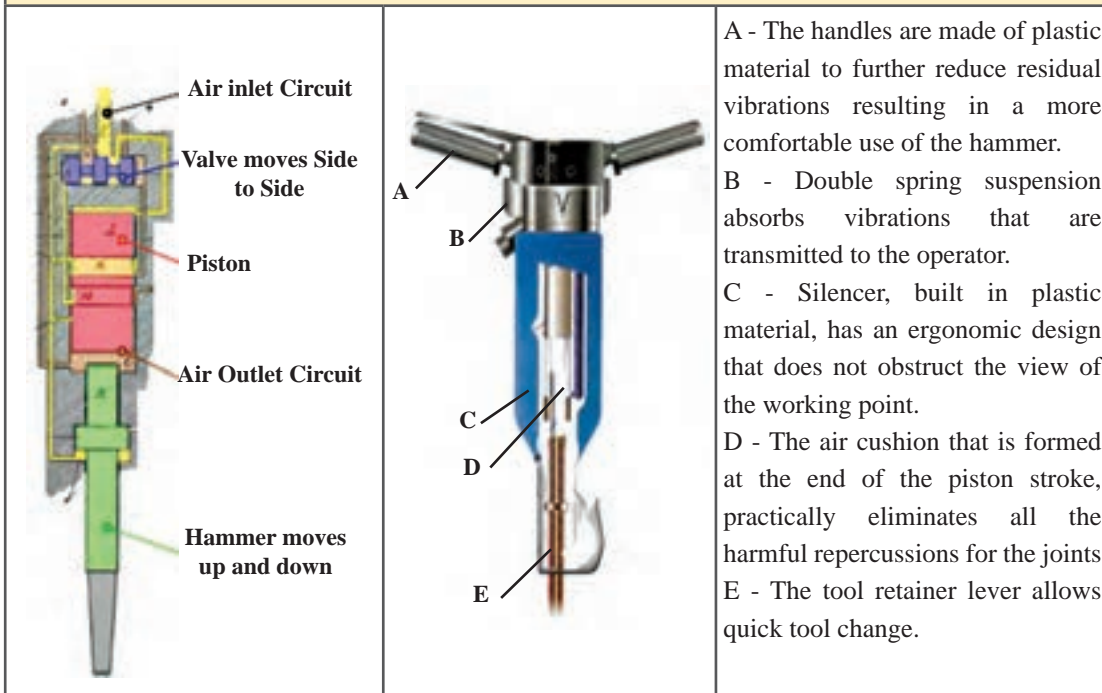 Air inlet Circuit
Valve moves Side
to Side
Piston
Air Outlet Circuit
Hammer moves
up and down
A
B
C
D
E
A - The handles are made of plastic
material to further reduce residual
vibrations resulting in a more
comfortable use of the hammer.
B - Double spring suspension
absorbs vibrations that are
transmitted to the operator.
C - Silencer, built in plastic
material, has an ergonomic design
that does not obstruct the view of
the working point.
D - The air cushion that is formed
at the end of the piston stroke,
practically eliminates all the
harmful repercussions for the joints
E - The tool retainer lever allows
quick tool change.